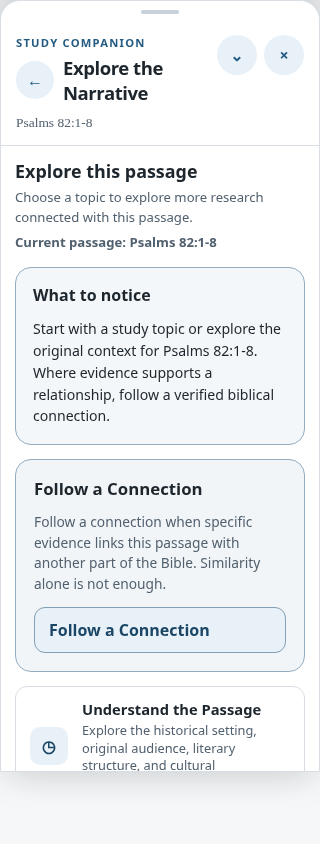 STUDY COMPANION
Explore the
Narrative
Psalms 82:1-8
Explore this passage
Choose a topic to explore more research
connected with this passage.
Current passage: Psalms 82:1-8
What to notice
Start with a study topic or explore the
original context for Psalms 82:1-8.
Where evidence supports a
relationship, follow a verified biblical
connection.
Follow a Connection
Follow a connection when specific
evidence links this passage with
another part of the Bible. Similarity
alone is not enough.
Follow a Connection
Understand the Passage
Explore the historical setting,
original audience, literary
structure, and cultural